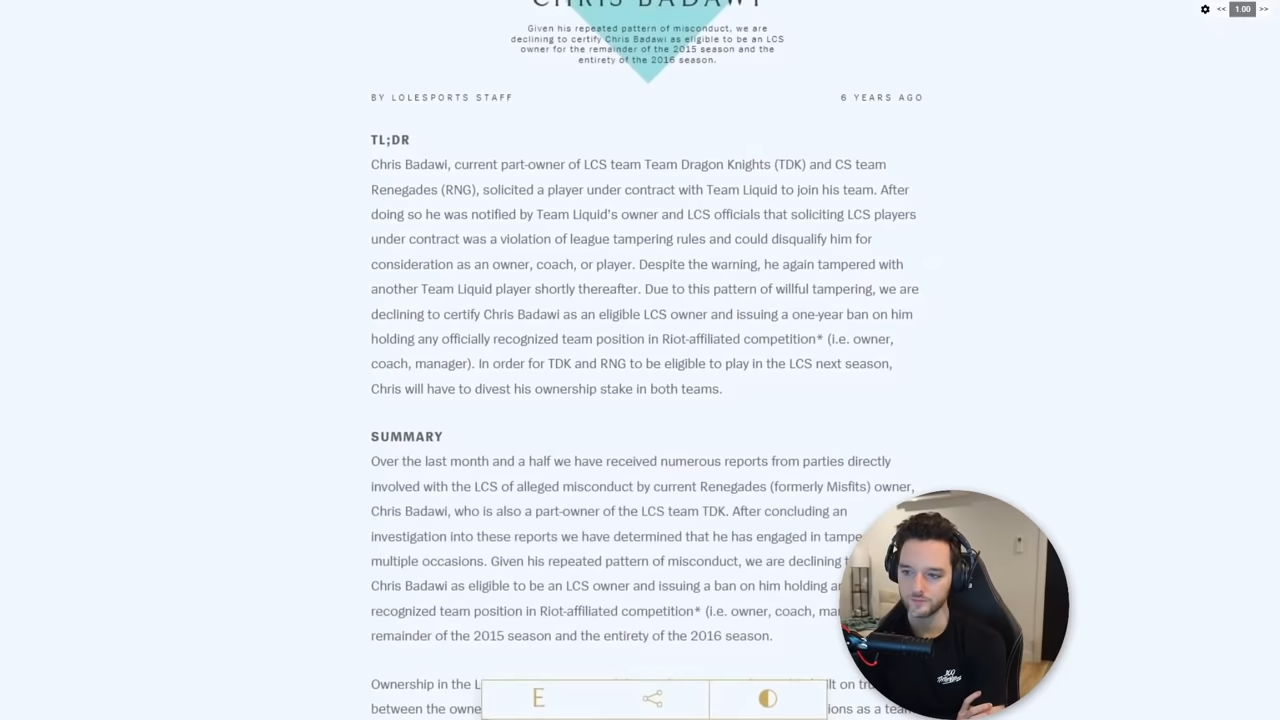 CHRIS BADAWI
<< 1.00 >>
Given his repeated pattern of misconduct, we are
declining to certify Chris Badawi as eligible to be an LCS
owner for the remainder of the 2015 season and the
entirety of the 2016 season.
BY LOLESPORTS STAFF
6 YEARS AGO
TL;DR
Chris Badawi, current part-owner of LCS team Team Dragon Knights (TDK) and CS team
Renegades (RNG), solicited a player under contract with Team Liquid to join his team. After
doing so he was notified by Team Liquid's owner and LCS officials that soliciting LCS players
under contract was a violation of league tampering rules and could disqualify him for
consideration as an owner, coach, or player. Despite the warning, he again tampered with
another Team Liquid player shortly thereafter. Due to this pattern of willful tampering, we are
declining to certify Chris Badawi as an eligible LCS owner and issuing a one-year ban on him
holding any officially recognized team position in Riot-affiliated competition* (i.e. owner,
coach, manager). In order for TDK and RNG to be eligible to play in the LCS next season,
Chris will have to divest his ownership stake in both teams.
SUMMARY
Over the last month and a half we have received numerous reports from parties directly
involved with the LCS of alleged misconduct by current Renegades (formerly Misfits) owner,
Chris Badawi, who is also a part-owner of the LCS team TDK. After concluding an
investigation into these reports we have determined that he has engaged in tampe
multiple occasions. Given his repeated pattern of misconduct, we are declining t
Chris Badawi as eligible to be an LCS owner and issuing a ban on him holding a
recognized team position in Riot-affiliated competition* (i.e. owner, coach, ma
remainder of the 2015 season and the entirety of the 2016 season.
Ownership in the L
lt on tru
between the owne
ions as a team
E
100
Thieves